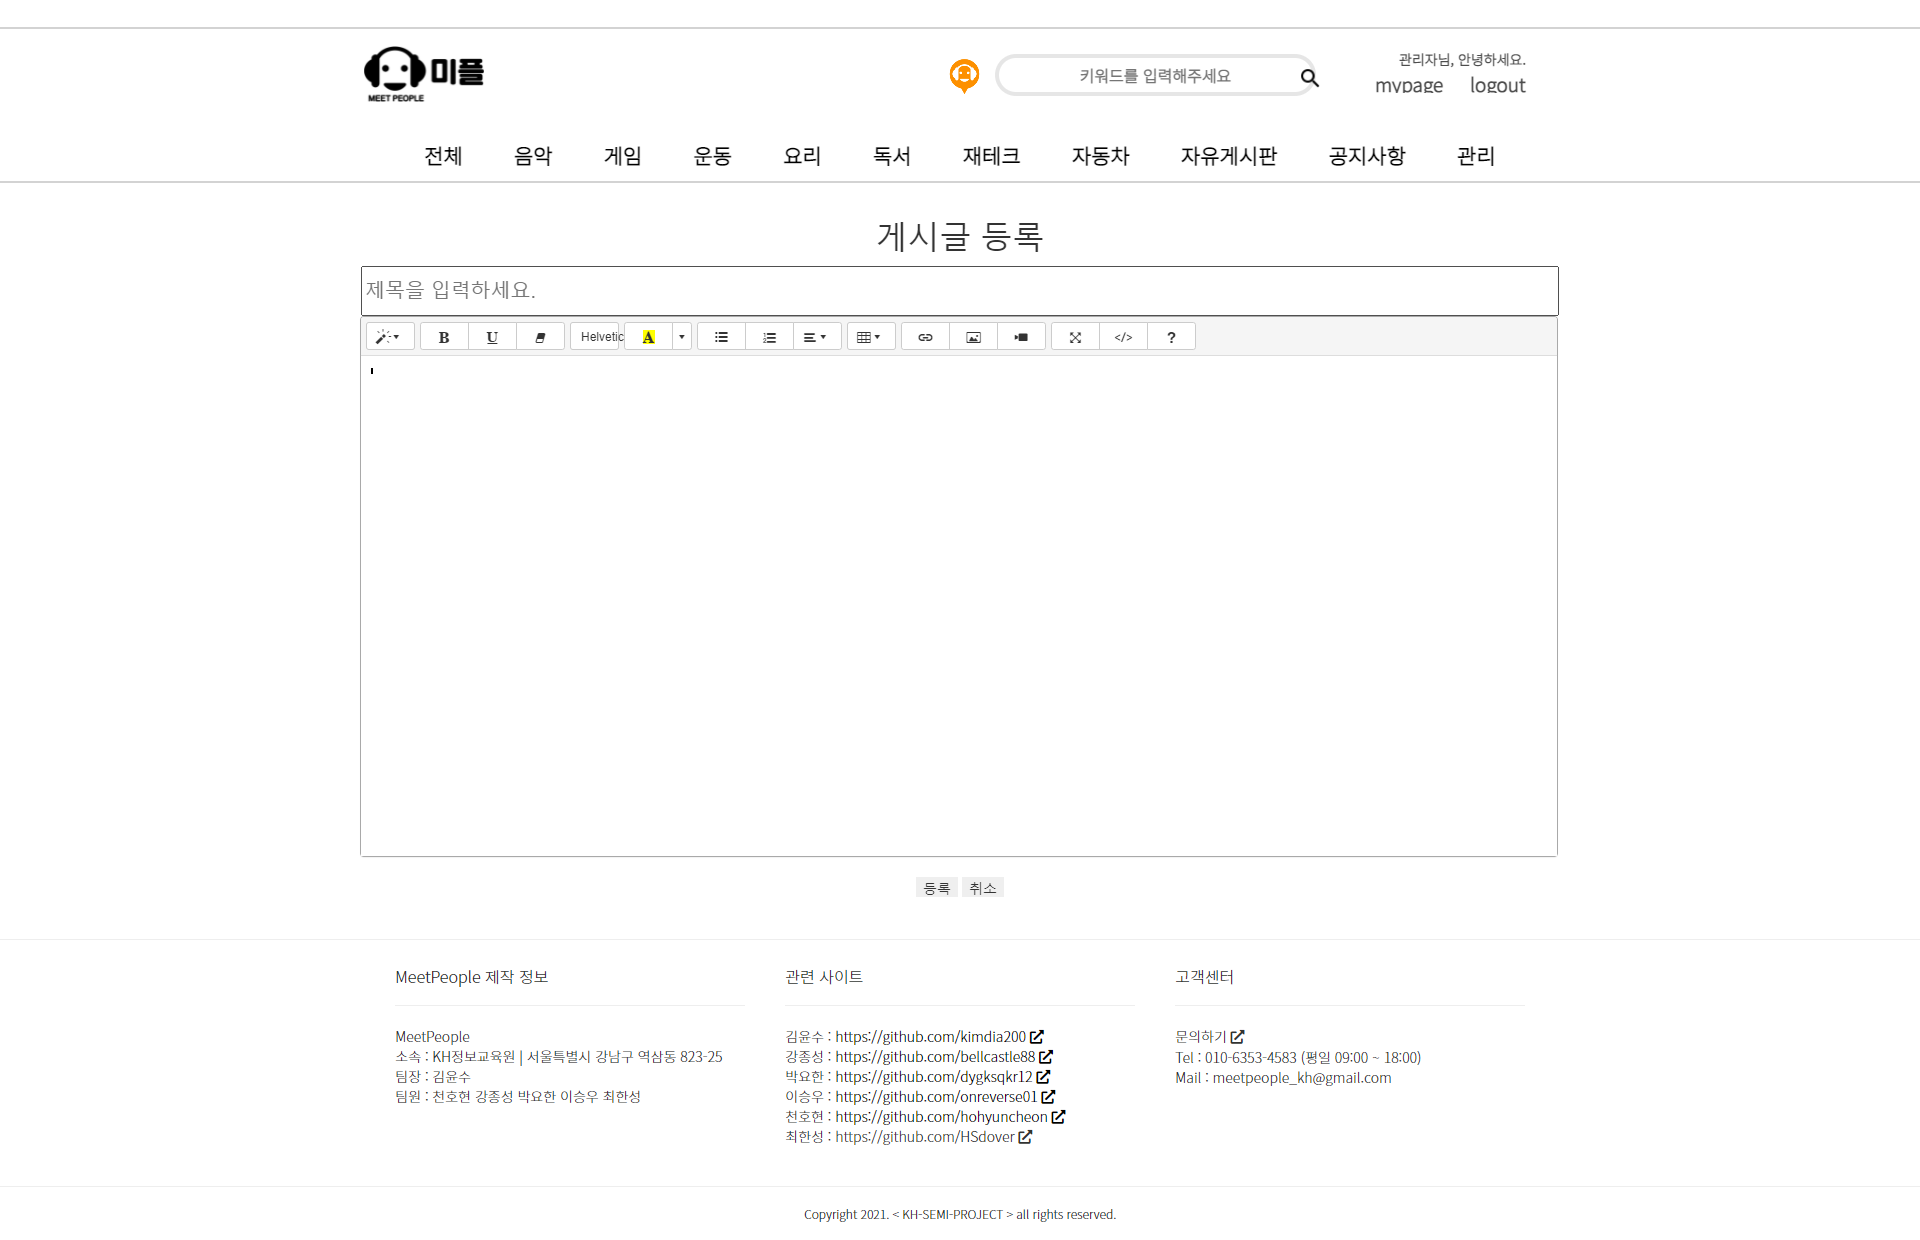 미플
MEET PEOPLE
키워드를 입력해주세요
관리자님, 안녕하세요.
mypage logout
전체 음악 게임 운동 요리 독서 재테크 자동차 자유게시판 공지사항 관리
게시글 등록
제목을 입력하세요.
B U Helvetic A </> ?
등록 취소
MeetPeople 제작 정보
MeetPeople
소속 : KH정보교육원 | 서울특별시 강남구 역삼동 823-25
팀장 : 김윤수
팀원 : 천호현 강종성 박요한 이승우 최한성
관련 사이트
김윤수 : https://github.com/kimdia200
강종성 : https://github.com/bellcastle88
박요한 : https://github.com/dygksqkr12
이승우 : https://github.com/onreverse01
천호현 : https://github.com/hohyuncheon
최한성 : https://github.com/HSdover
고객센터
문의하기
Tel : 010-6353-4583 (평일 09:00 ~ 18:00)
Mail : meetpeople_kh@gmail.com
Copyright 2021. < KH-SEMI-PROJECT > all rights reserved.